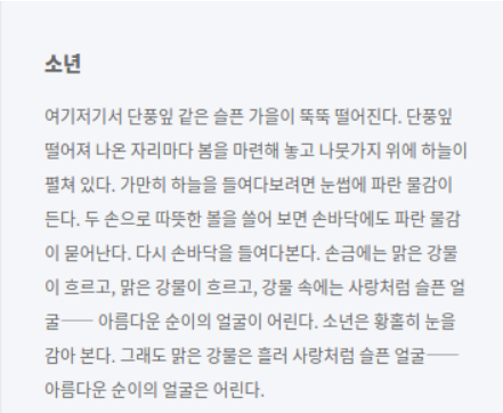 소년
여기저기서 단풍잎 같은 슬픈 가을이 뚝뚝 떨어진다. 단풍잎
떨어져 나온 자리마다 봄을 마련해 놓고 나뭇가지 위에 하늘이
펼쳐 있다. 가만히 하늘을 들여다보려면 눈썹에 파란 물감이
든다. 두 손으로 따뜻한 볼을 쓸어 보면 손바닥에도 파란 물감
이 묻어난다. 다시 손바닥을 들여다본다. 손금에는 맑은 강물
이 흐르고, 맑은 강물이 흐르고, 강물 속에는 사랑처럼 슬픈 얼
굴── 아름다운 순이의 얼굴이 어린다. 소년은 황홀히 눈을
감아 본다. 그래도 맑은 강물은 흘러 사랑처럼 슬픈 얼굴──
아름다운 순이의 얼굴은 어린다.